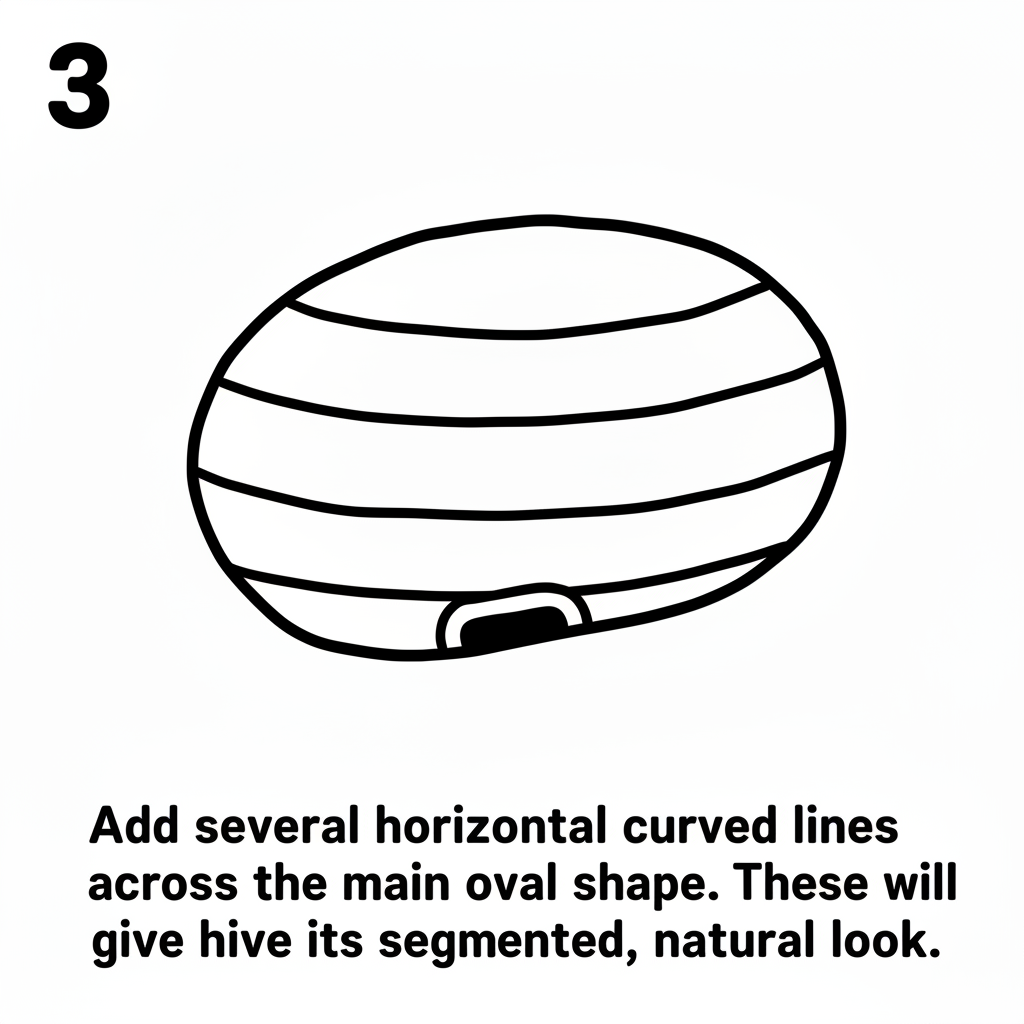 3
Add several horizontal curved lines
across the main oval shape. These will
give hive its segmented, natural look.